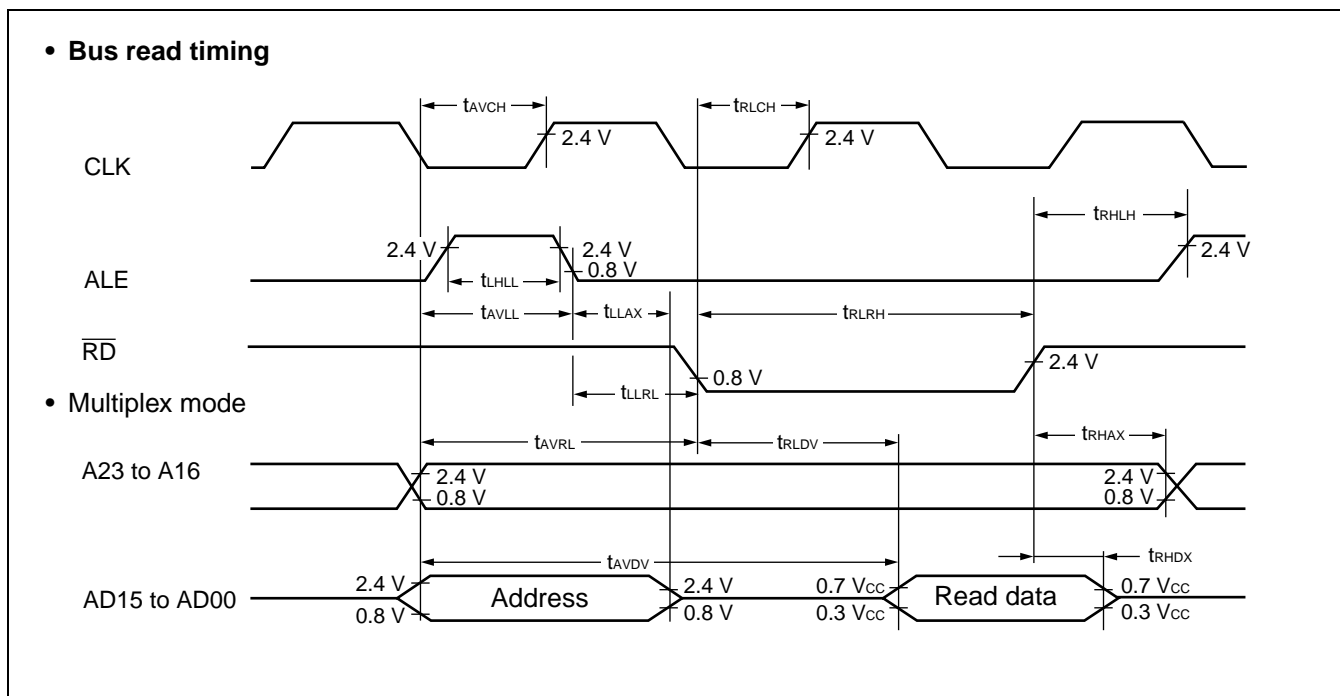 • Bus read timing
tAVCH
tRLCH
2.4 V
2.4 V
CLK
tRHLH
2.4 V
2.4 V
2.4 V
0.8 V
ALE
tLHLL
tAVLL
tLLAX
tRLRH
RD
2.4 V
0.8 V
tLLRL
• Multiplex mode
tAVRL
tRLDV
tRHAX
A23 to A16
2.4 V
2.4 V
0.8 V
0.8 V
tAVDV
tRHDX
2.4 V
2.4 V
0.7 VCC
0.7 VCC
AD15 to AD00
Address
Read data
0.8 V
0.8 V
0.3 VCC
0.3 VCC